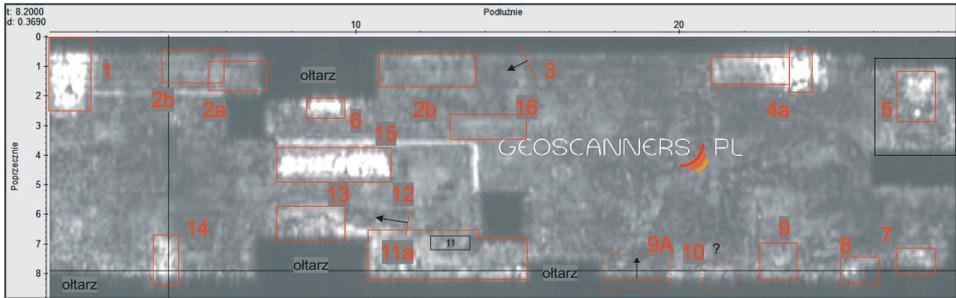 t: 8.2000
d: 0.3690
Podłużnie
10 20
Poprzecznie
0
1
2
3
4
5
6
7
8
1
2b
2a
ołtarz
6
15
2b
16
3
4a
5
GEOSCANNERS PL
13
12
14
11a
11
9A
10
?
9
8
7
ołtarz
ołtarz
ołtarz